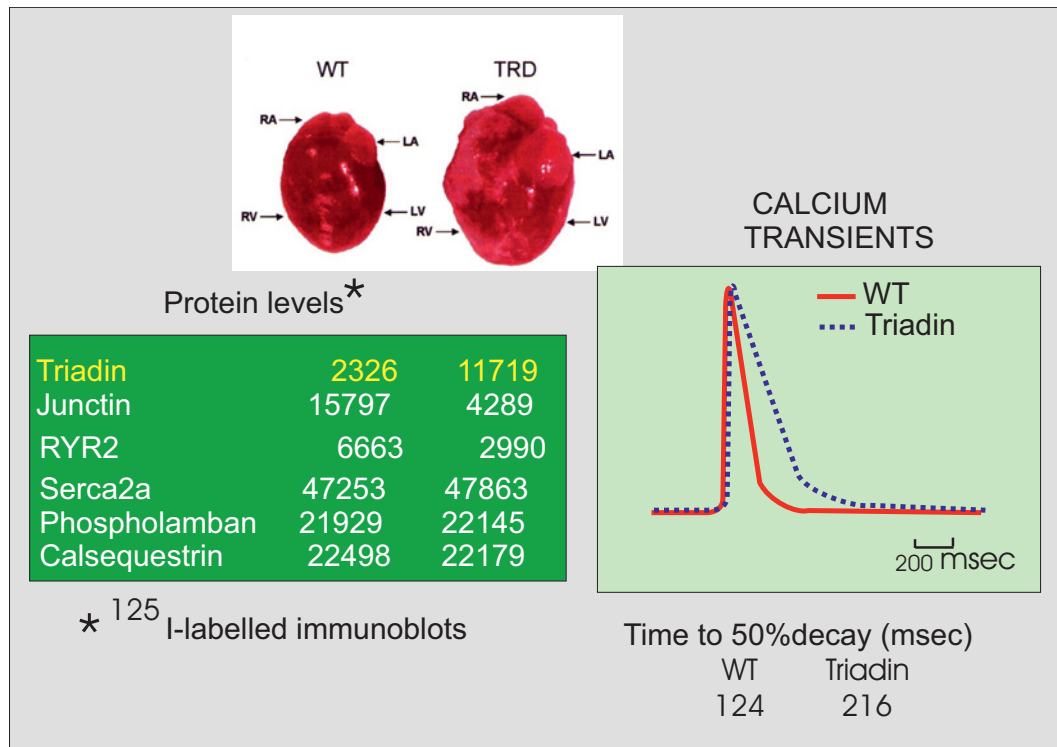 WT TRD
RA
RA
LA
LA
RV
LV
LV
RV
CALCIUM
TRANSIENTS
Protein levels*
Triadin 2326 11719
Junctin 15797 4289
RYR2 6663 2990
Serca2a 47253 47863
Phospholamban 21929 22145
Calsequestrin 22498 22179
* 125 I-labelled immunoblots
WT
Triadin
200 msec
Time to 50%decay (msec)
WT Triadin
124 216